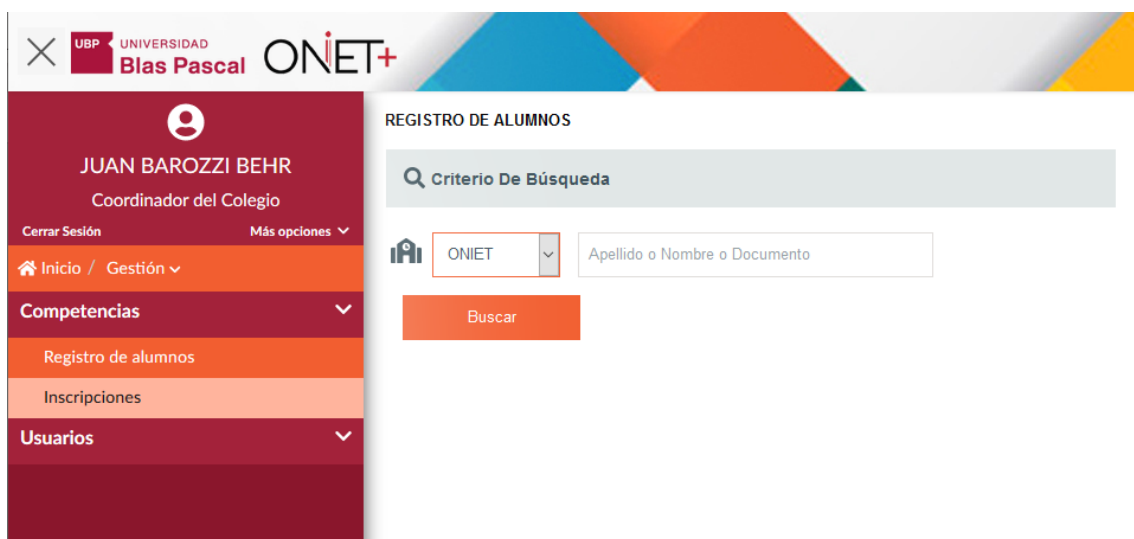 UBP UNIVERSIDAD
Blas Pascal
ONIET+
JUAN BAROZZI BEHR
Coordinador del Colegio
Cerrar Sesión Más opciones
Inicio / Gestión
Competencias
Registro de alumnos
Inscripciones
Usuarios
REGISTRO DE ALUMNOS
Criterio De Búsqueda
ONIET Apellido o Nombre o Documento
Buscar